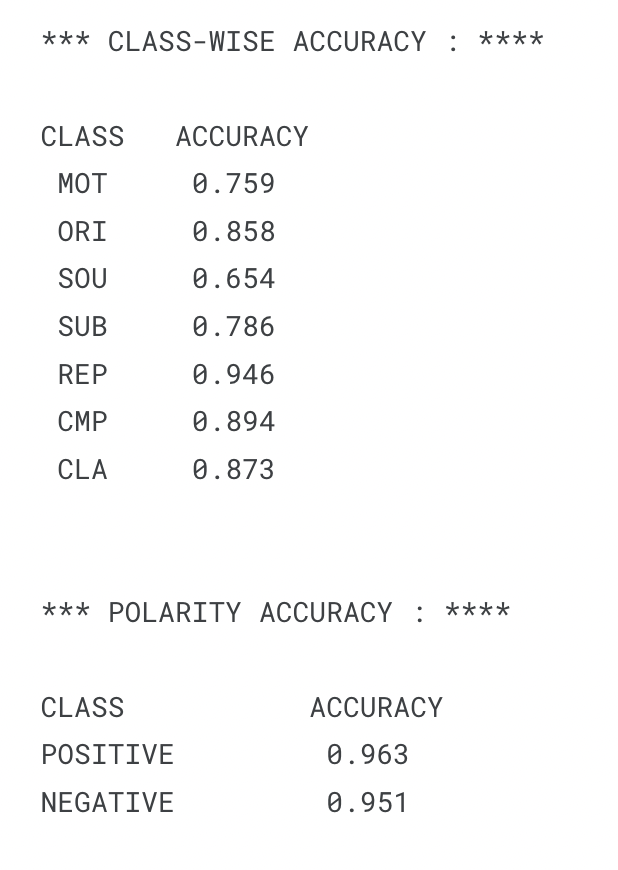 *** CLASS-WISE ACCURACY : ****
CLASS ACCURACY
MOT 0.759
ORI 0.858
SOU 0.654
SUB 0.786
REP 0.946
CMP 0.894
CLA 0.873
*** POLARITY ACCURACY : ****
CLASS ACCURACY
POSITIVE 0.963
NEGATIVE 0.951